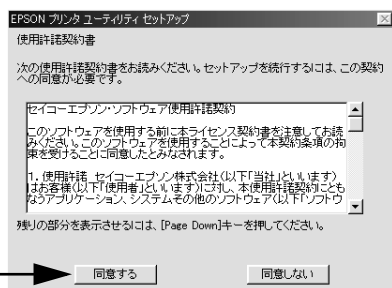 EPSON プリンタ ユーティリティ セットアップ
使用許諾契約書
次の使用許諾契約書をお読みください。セットアップを続行するには、この契約
への同意が必要です。
セイコーエプソン・ソフトウェア使用許諾契約
このソフトウェアを使用する前に本ライセンス契約書を注意してお読
みください。このソフトウェアを使用することによって本契約条項の拘
束を受けることに同意したとみなされます。
1. 使用許諾 セイコーエプソン株式会社(以下「当社」といいます)
はお客様(以下「使用者」といいます)に対し、本使用許諾契約にとも
なうアプリケーション、システムその他のソフトウェア(以下「ソフトウ
残りの部分を表示させるには、[Page Down]キーを押してください。
同意する
同意しない